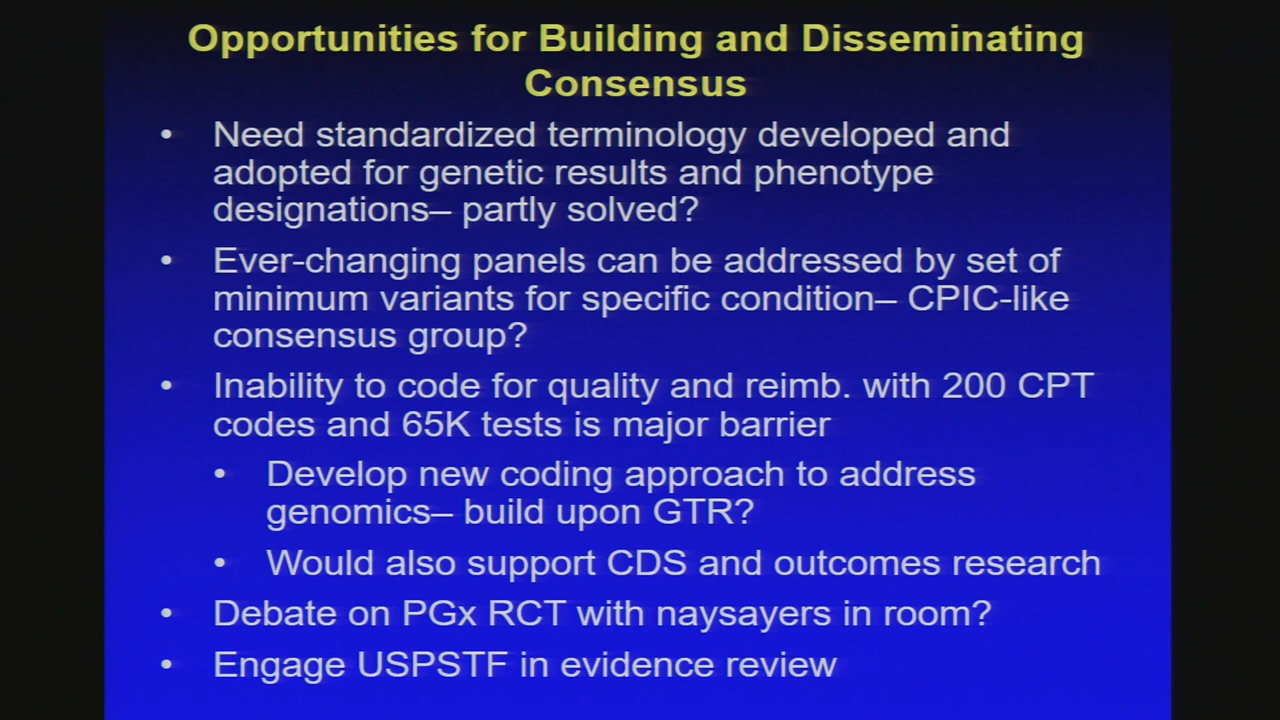 Opportunities for Building and Disseminating
Consensus
• Need standardized terminology developed and
adopted for genetic results and phenotype
designations– partly solved?
• Ever-changing panels can be addressed by set of
minimum variants for specific condition– CPIC-like
consensus group?
• Inability to code for quality and reimb. with 200 CPT
codes and 65K tests is major barrier
• Develop new coding approach to address
genomics– build upon GTR?
• Would also support CDS and outcomes research
• Debate on PGx RCT with naysayers in room?
• Engage USPSTF in evidence review